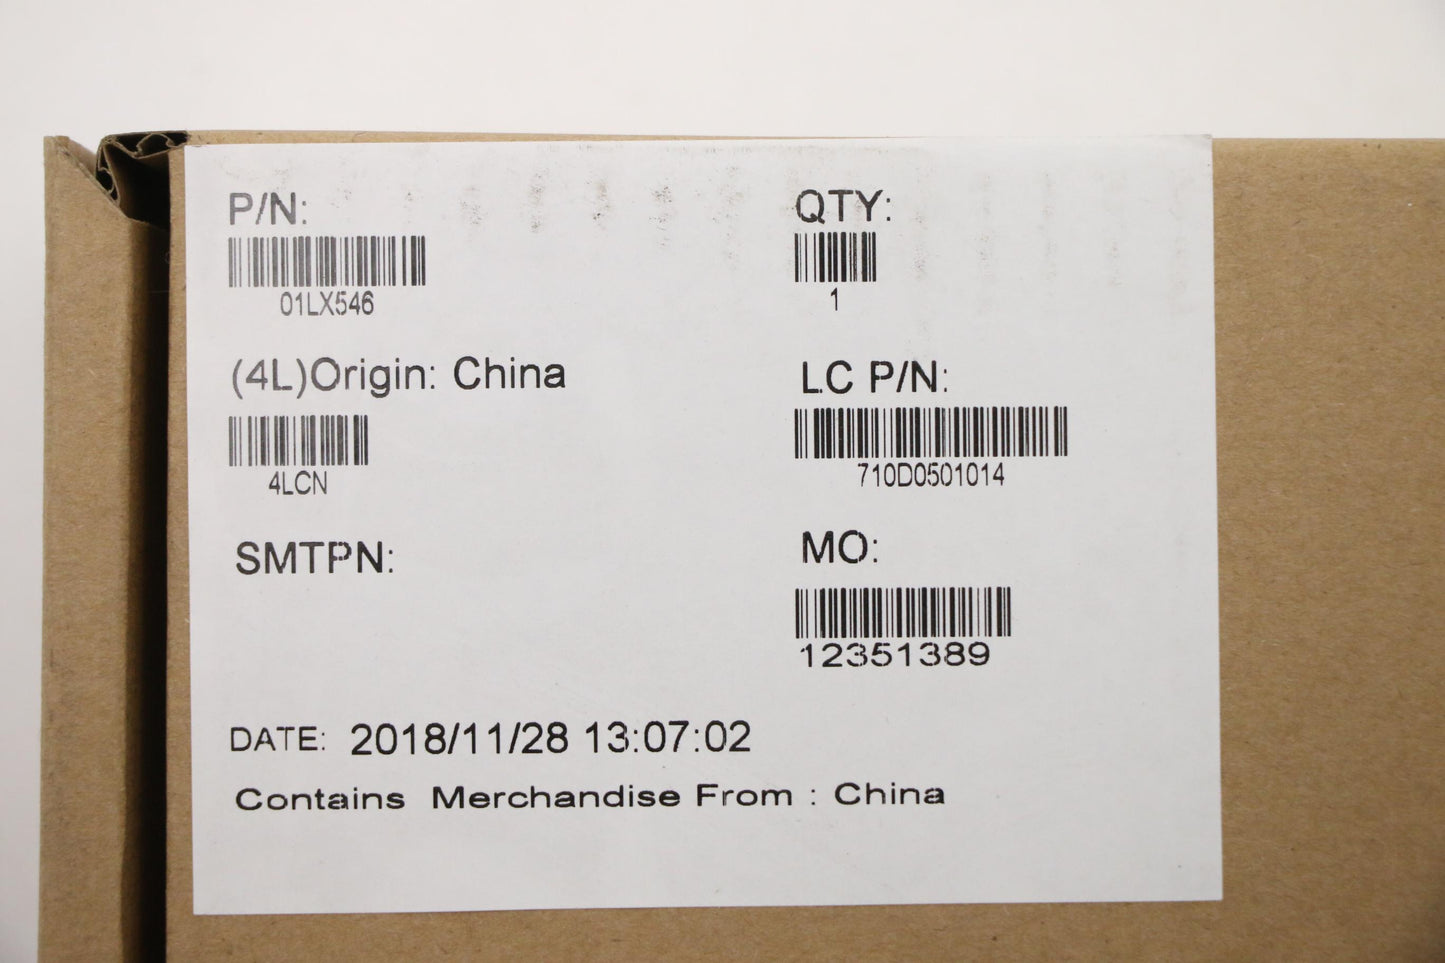 P/N:
01LX546
QTY:
1
(4L)Origin: China
4LCN
LC P/N:
710D0501014
SMTPN:
MO:
12351389
DATE: 2018/11/28 13:07:02
Contains Merchandise From : China